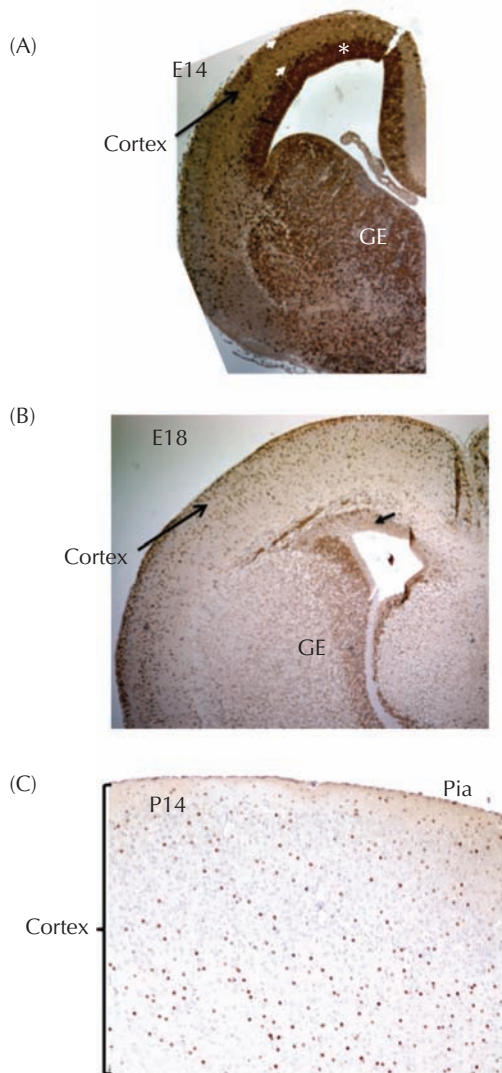 (A)
E14
*
Cortex
GE
(B)
E18
Cortex
GE
(C)
P14
Pia
Cortex